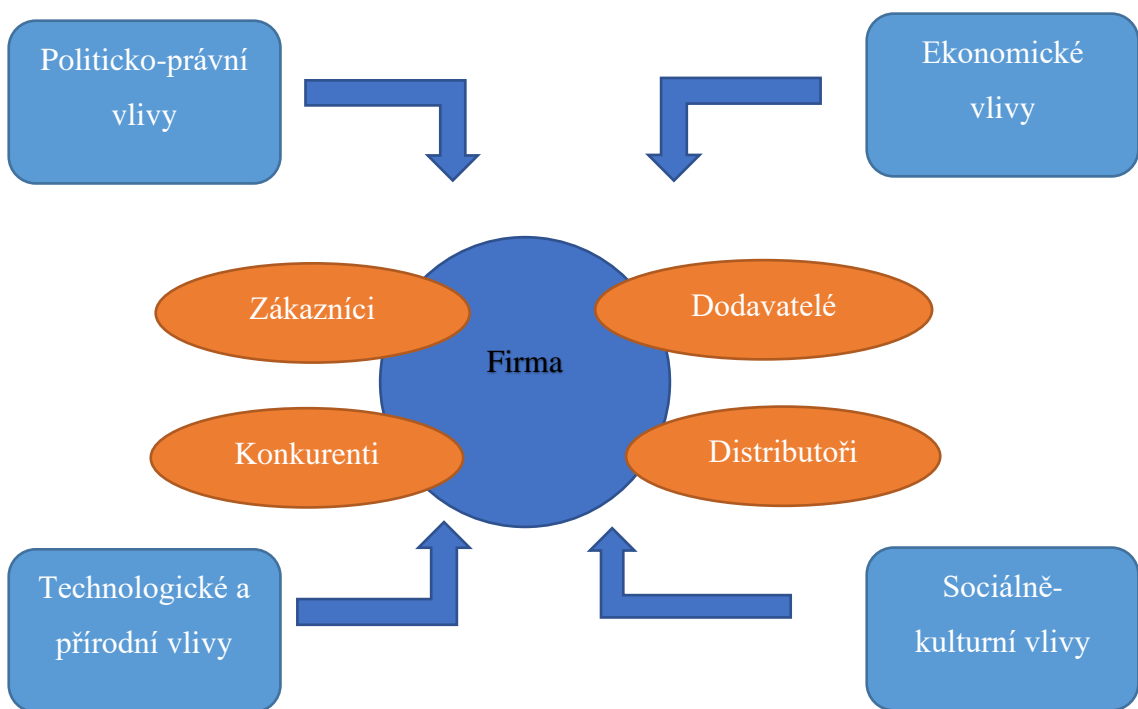 Politicko-právní
vlivy
Ekonomické
vlivy
Zákazníci
Dodavatelé
Firma
Konkurenti
Distributoři
Technologické a
přírodní vlivy
Sociálně-
kulturní vlivy